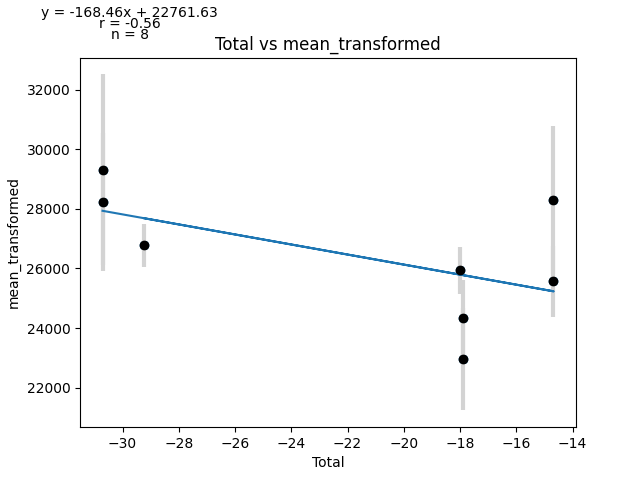 y = -168.46x + 22761.63
r = -0.56
n = 8
Total vs mean_transformed
mean_transformed
32000
30000
28000
26000
24000
22000
−30
−28
−26
−24
−22
−20
−18
−16
−14
Total